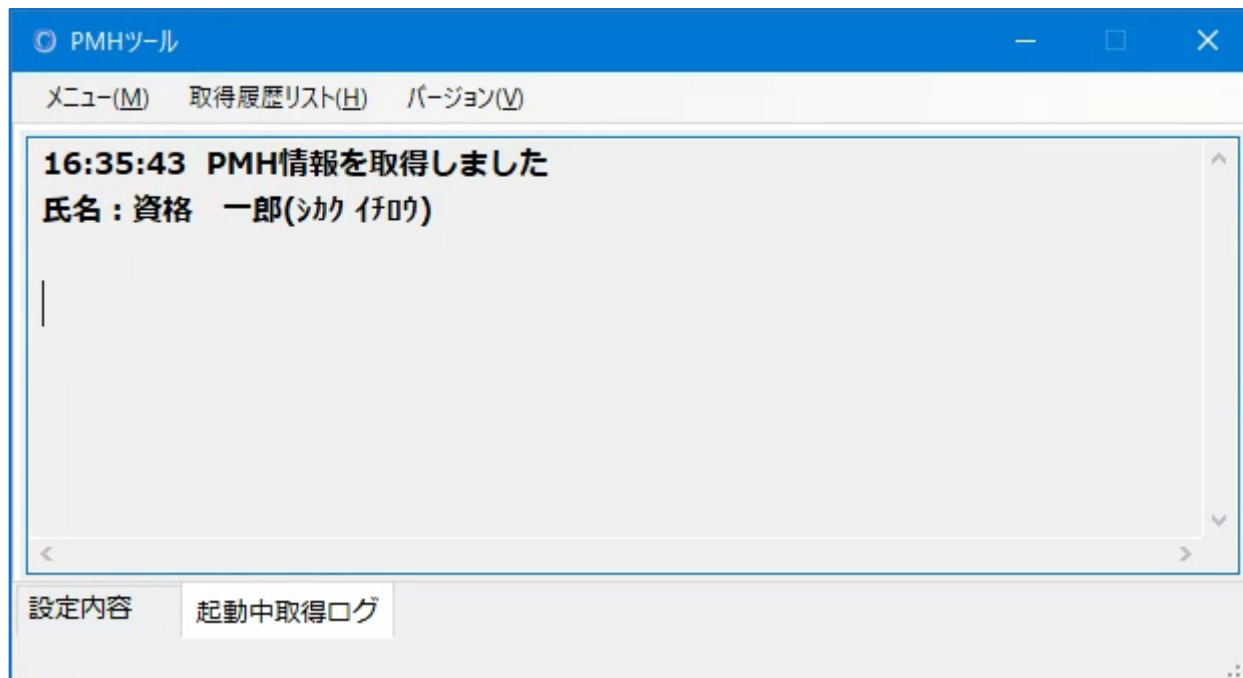 PMHツール
メニュー(M) 取得履歴リスト(H) バージョン(V)
16:35:43 PMH情報を取得しました
氏名：資格　一郎(ｼｶｸ ｲﾁﾛｳ)
設定内容 起動中取得ログ